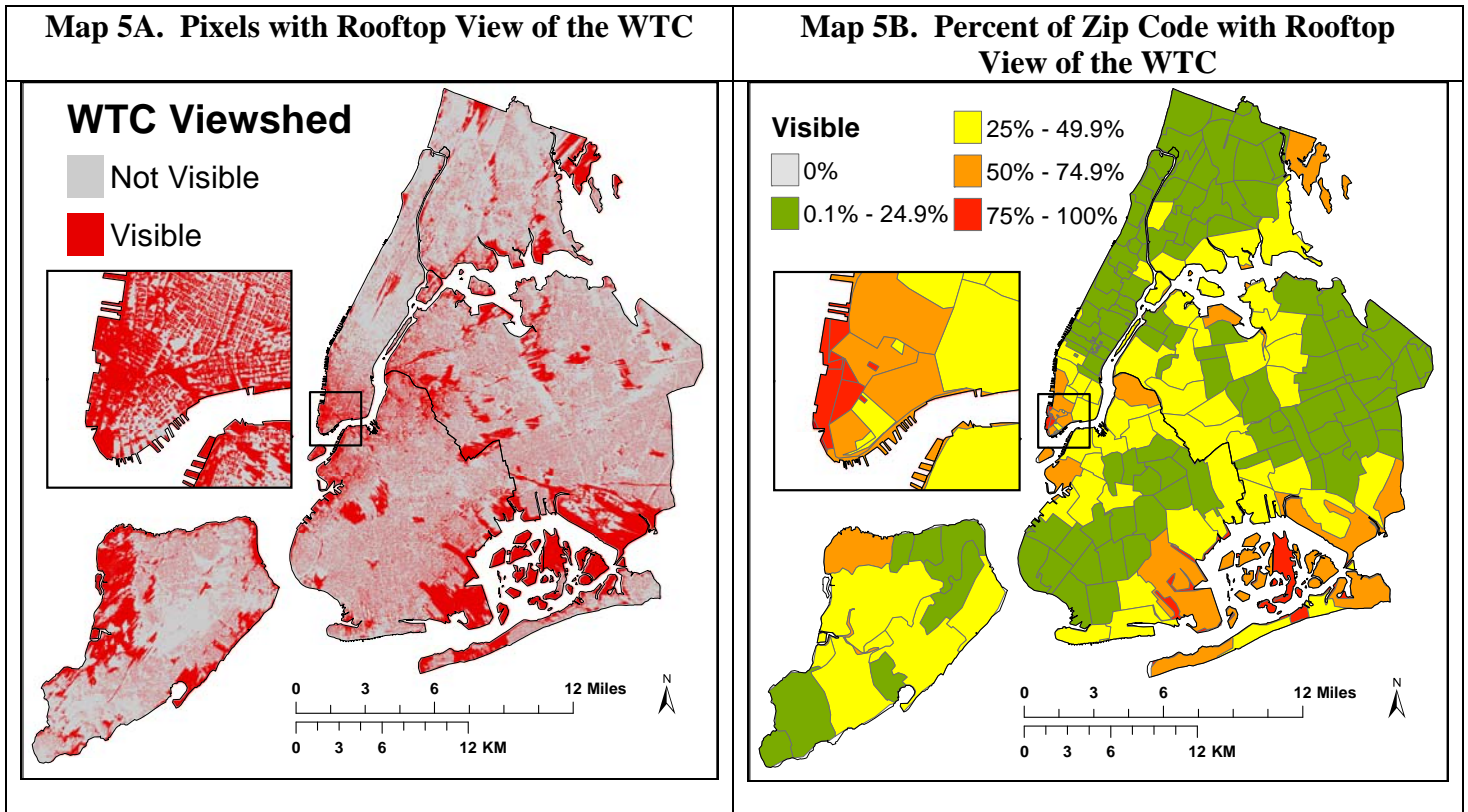 Map 5A. Pixels with Rooftop View of the WTC
WTC Viewshed
Not Visible
Visible
0 3 6 12 Miles
0 3 6 12 KM
N
Map 5B. Percent of Zip Code with Rooftop
View of the WTC
Visible
0%
0.1% - 24.9%
25% - 49.9%
50% - 74.9%
75% - 100%
0 3 6 12 Miles
0 3 6 12 KM
N